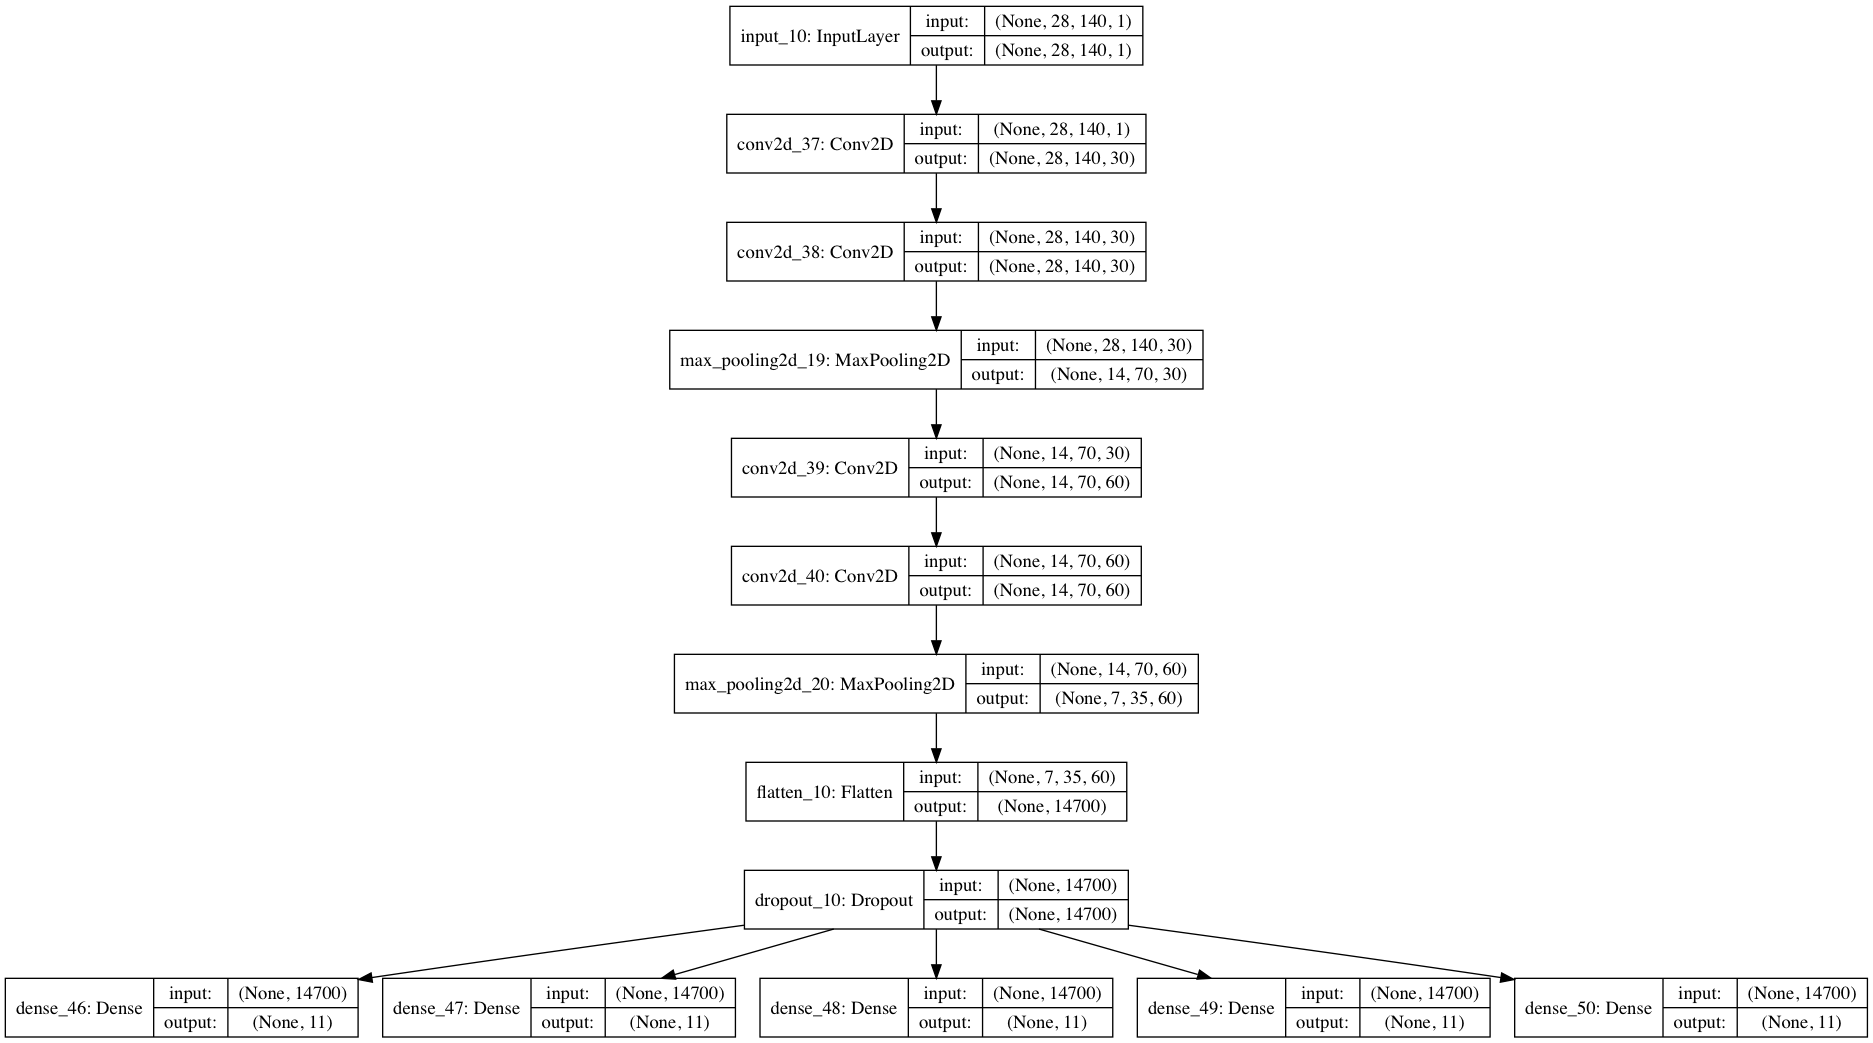 input_10: InputLayer
input: (None, 28, 140, 1)
output: (None, 28, 140, 1)
conv2d_37: Conv2D
input: (None, 28, 140, 1)
output: (None, 28, 140, 30)
conv2d_38: Conv2D
input: (None, 28, 140, 30)
output: (None, 28, 140, 30)
max_pooling2d_19: MaxPooling2D
input: (None, 28, 140, 30)
output: (None, 14, 70, 30)
conv2d_39: Conv2D
input: (None, 14, 70, 30)
output: (None, 14, 70, 60)
conv2d_40: Conv2D
input: (None, 14, 70, 60)
output: (None, 14, 70, 60)
max_pooling2d_20: MaxPooling2D
input: (None, 14, 70, 60)
output: (None, 7, 35, 60)
flatten_10: Flatten
input: (None, 7, 35, 60)
output: (None, 14700)
dropout_10: Dropout
input: (None, 14700)
output: (None, 14700)
dense_46: Dense
input: (None, 14700)
output: (None, 11)
dense_47: Dense
input: (None, 14700)
output: (None, 11)
dense_48: Dense
input: (None, 14700)
output: (None, 11)
dense_49: Dense
input: (None, 14700)
output: (None, 11)
dense_50: Dense
input: (None, 14700)
output: (None, 11)